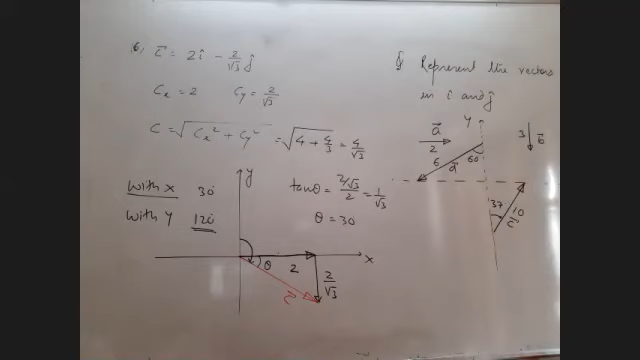 6, c⃗ = 2î - 2/√3 ĵ
Cx = 2 Cy = 2/√3
C = √(Cx² + Cy²) = √(4 + 4/3) = 4/√3
With X 30°
With Y 120°
tanθ = (2/√3)/2 = 1/√3
θ = 30
y
x
θ
2
2/√3
c⃗
Q Represent the vectors
in î and ĵ
a⃗
2
3 b⃗
y
6
a⃗
60
37
10
c⃗